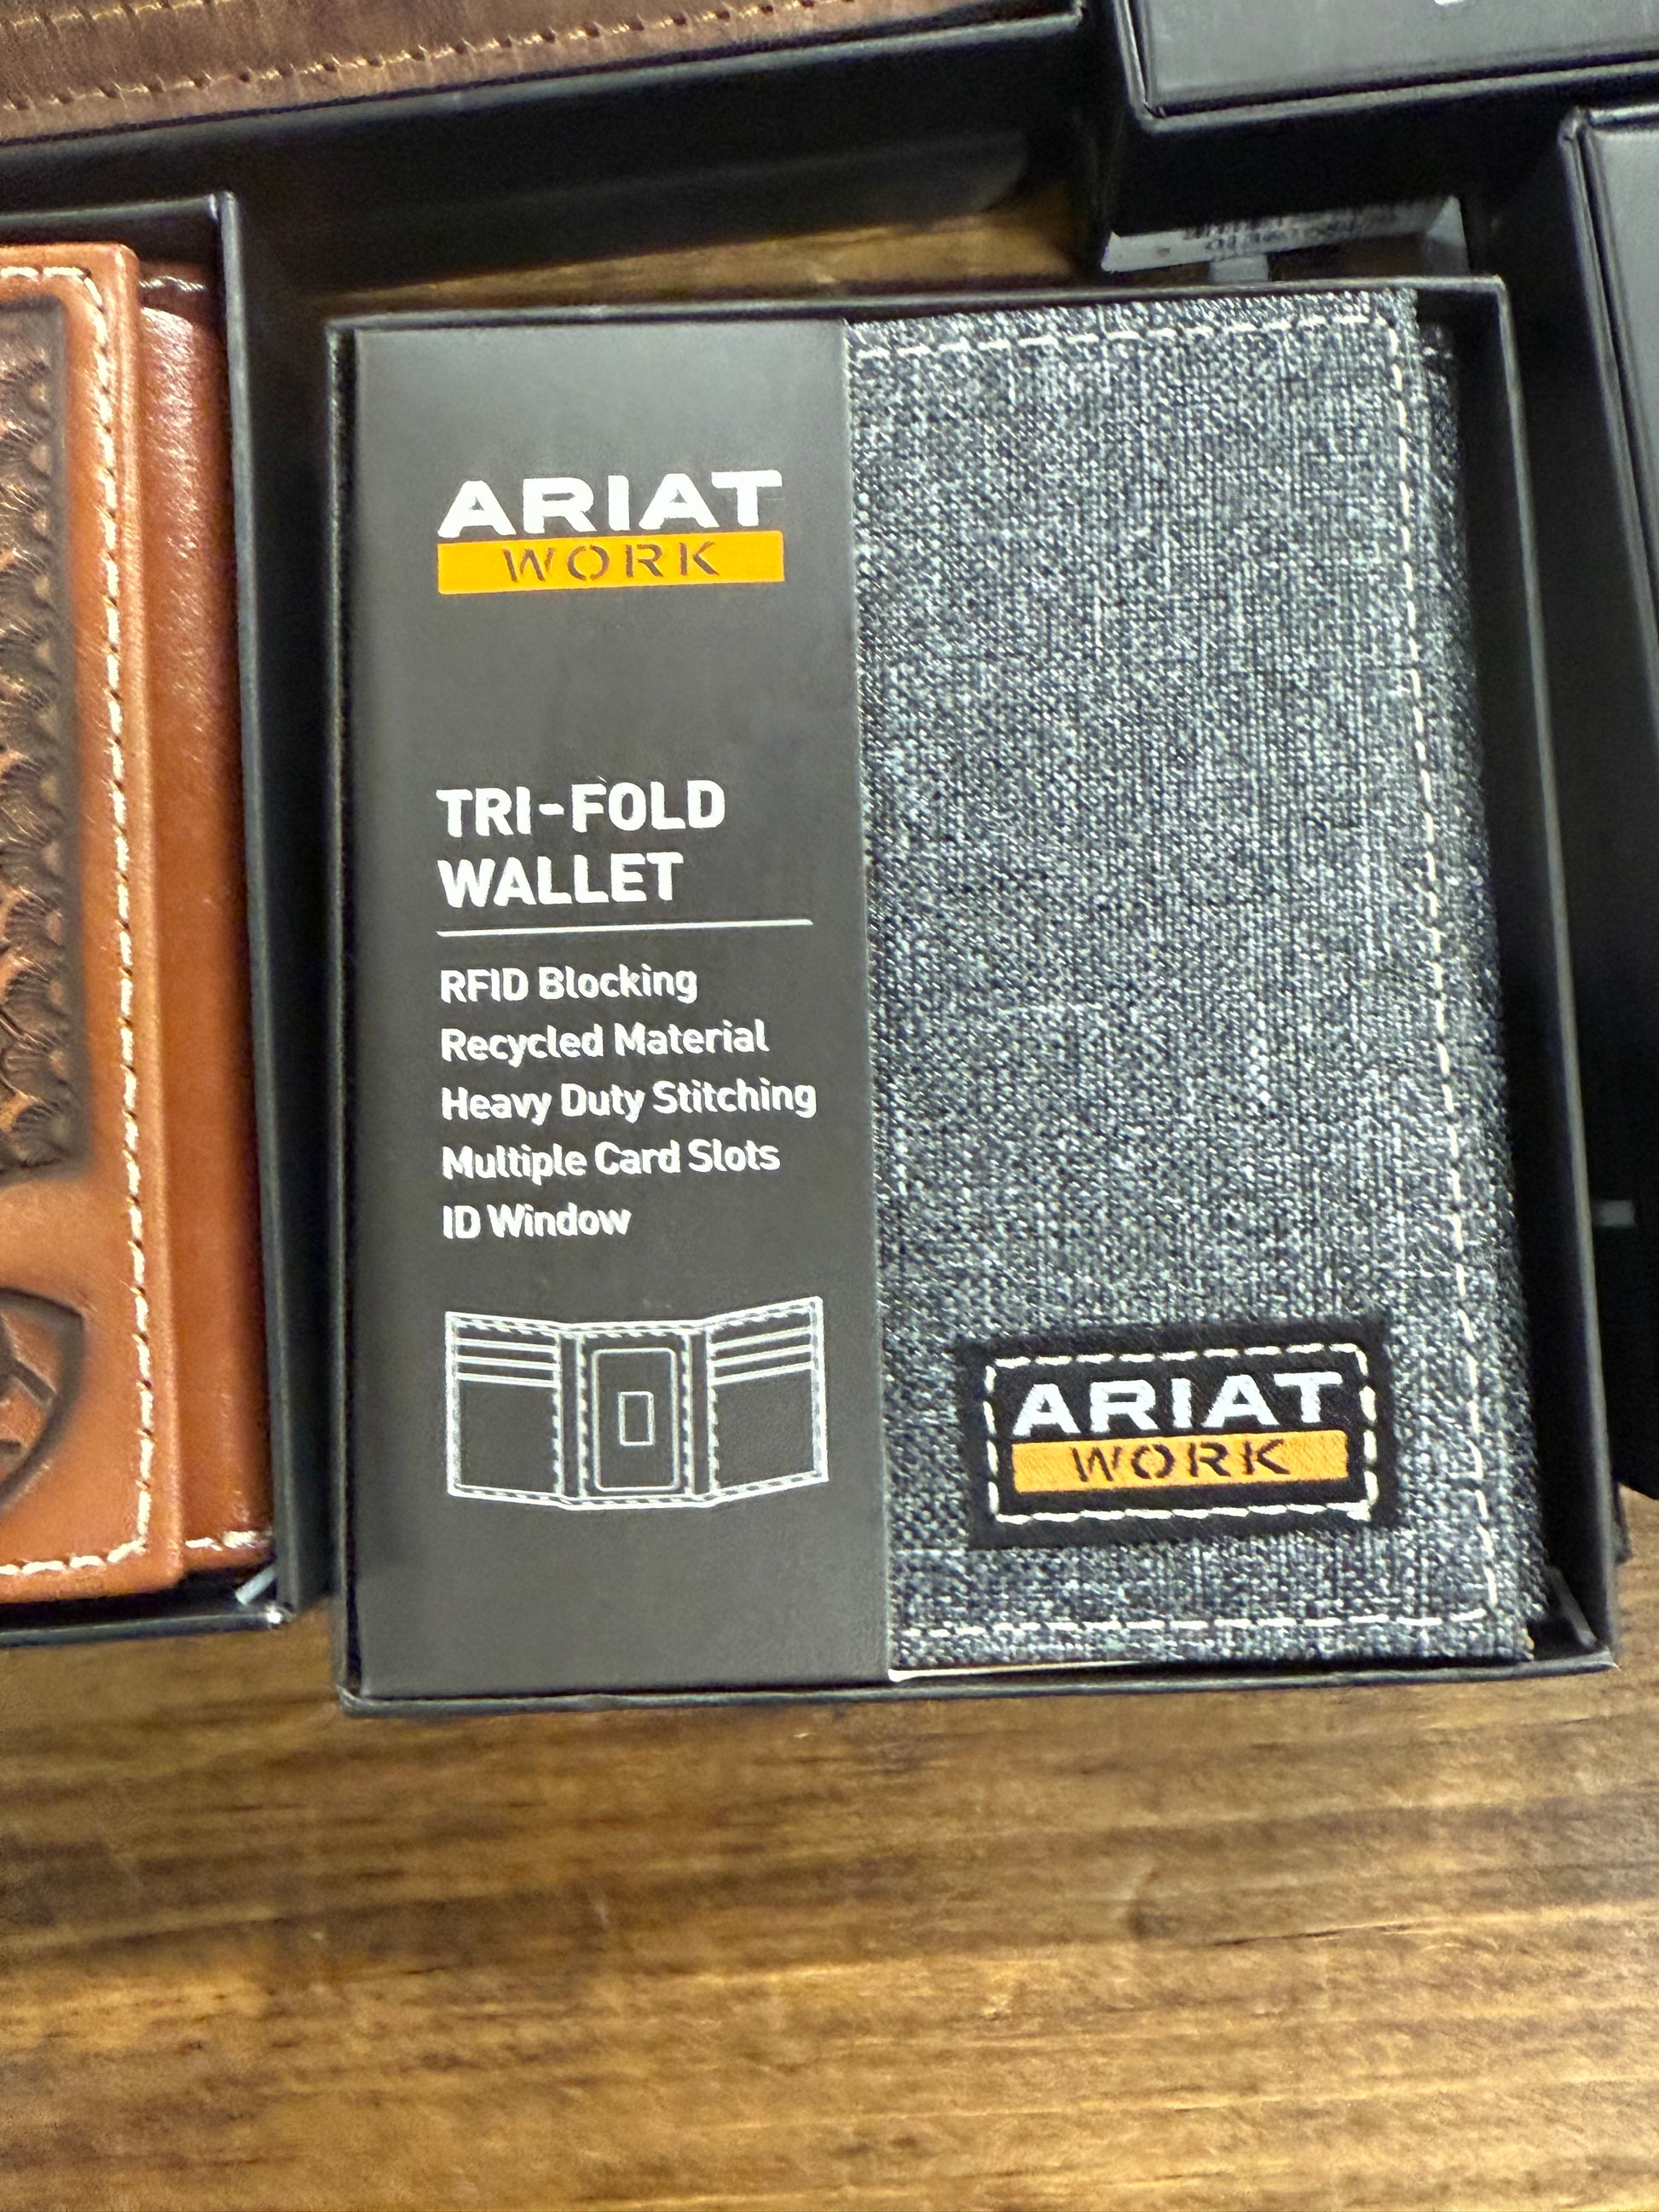 ARIAT
WORK
TRI-FOLD
WALLET
RFID Blocking
Recycled Material
Heavy Duty Stitching
Multiple Card Slots
ID Window
ARIAT
WORK